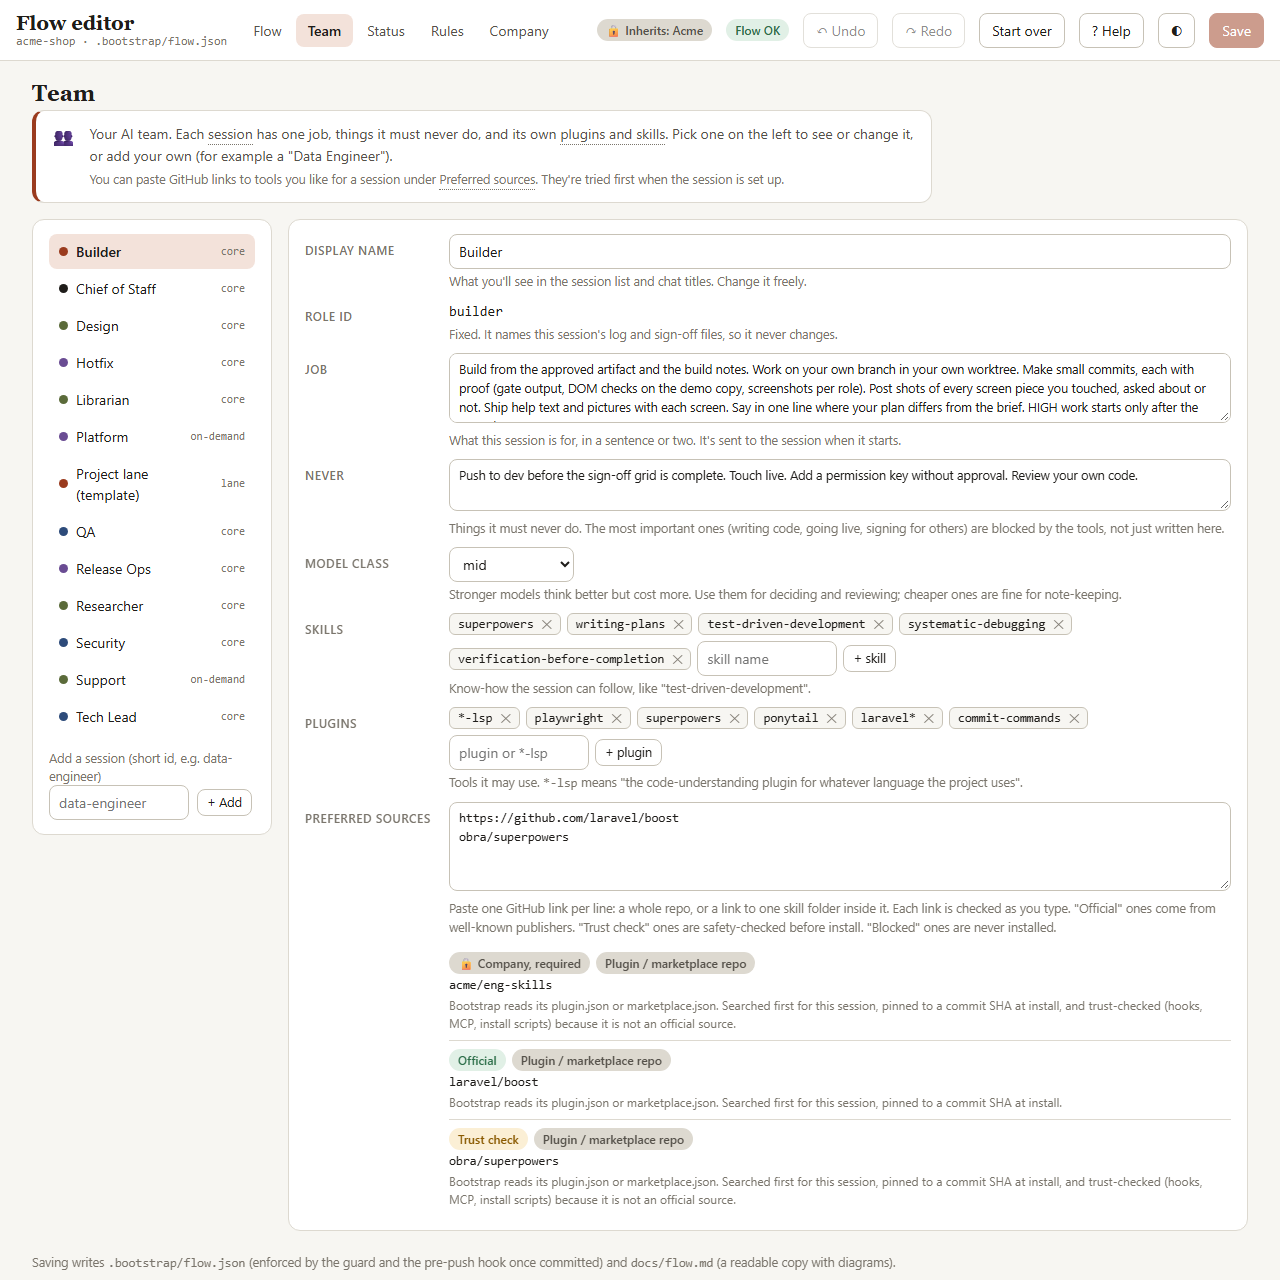 Flow editor
acme-shop · .bootstrap/flow.json
Flow
Team
Status
Rules
Company
Inherits: Acme
Flow OK
↶ Undo
↷ Redo
Start over
? Help
Save
Team
Your AI team. Each session has one job, things it must never do, and its own plugins and skills. Pick one on the left to see or change it,
or add your own (for example a "Data Engineer").
You can paste GitHub links to tools you like for a session under Preferred sources. They're tried first when the session is set up.
Builder core
Chief of Staff core
Design core
Hotfix core
Librarian core
Platform on-demand
Project lane
(template) lane
QA core
Release Ops core
Researcher core
Security core
Support on-demand
Tech Lead core
Add a session (short id, e.g. data-
engineer)
data-engineer
+ Add
DISPLAY NAME
Builder
What you'll see in the session list and chat titles. Change it freely.
ROLE ID
builder
Fixed. It names this session's log and sign-off files, so it never changes.
JOB
Build from the approved artifact and the build notes. Work on your own branch in your own worktree. Make small commits, each with
proof (gate output, DOM checks on the demo copy, screenshots per role). Post shots of every screen piece you touched, asked about or
not. Ship help text and pictures with each screen. Say in one line where your plan differs from the brief. HIGH work starts only after the
What this session is for, in a sentence or two. It's sent to the session when it starts.
NEVER
Push to dev before the sign-off grid is complete. Touch live. Add a permission key without approval. Review your own code.
Things it must never do. The most important ones (writing code, going live, signing for others) are blocked by the tools, not just written here.
MODEL CLASS
mid
Stronger models think better but cost more. Use them for deciding and reviewing; cheaper ones are fine for note-keeping.
SKILLS
superpowers
writing-plans
test-driven-development
systematic-debugging
verification-before-completion
skill name
+ skill
Know-how the session can follow, like "test-driven-development".
PLUGINS
*-lsp
playwright
superpowers
ponytail
laravel*
commit-commands
plugin or *-lsp
+ plugin
Tools it may use. *-lsp means "the code-understanding plugin for whatever language the project uses".
PREFERRED SOURCES
https://github.com/laravel/boost
obra/superpowers
Paste one GitHub link per line: a whole repo, or a link to one skill folder inside it. Each link is checked as you type. "Official" ones come from
well-known publishers. "Trust check" ones are safety-checked before install. "Blocked" ones are never installed.
Company, required
Plugin / marketplace repo
acme/eng-skills
Bootstrap reads its plugin.json or marketplace.json. Searched first for this session, pinned to a commit SHA at install, and trust-checked (hooks,
MCP, install scripts) because it is not an official source.
Official
Plugin / marketplace repo
laravel/boost
Bootstrap reads its plugin.json or marketplace.json. Searched first for this session, pinned to a commit SHA at install.
Trust check
Plugin / marketplace repo
obra/superpowers
Bootstrap reads its plugin.json or marketplace.json. Searched first for this session, pinned to a commit SHA at install, and trust-checked (hooks,
MCP, install scripts) because it is not an official source.
Saving writes .bootstrap/flow.json (enforced by the guard and the pre-push hook once committed) and docs/flow.md (a readable copy with diagrams).